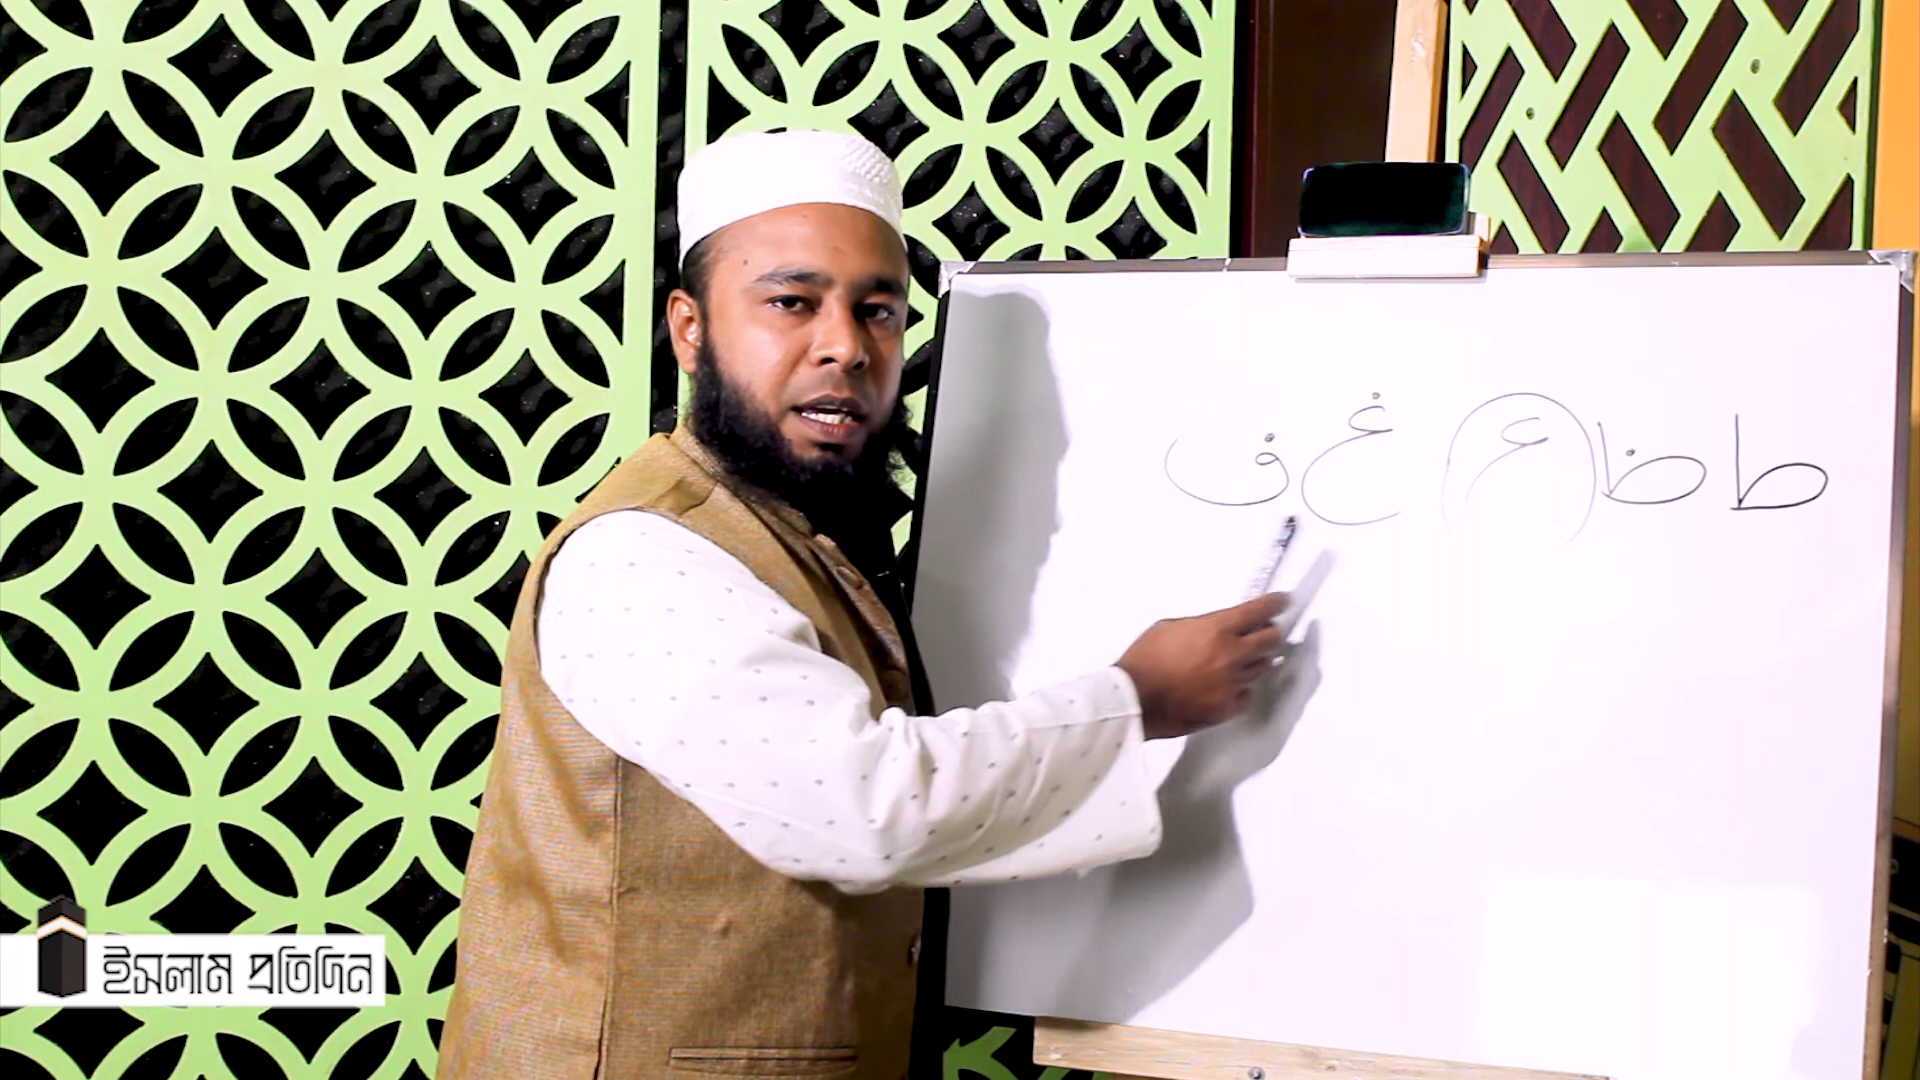 ط ظ ع غ ف
ইসলাম প্রতিদিন